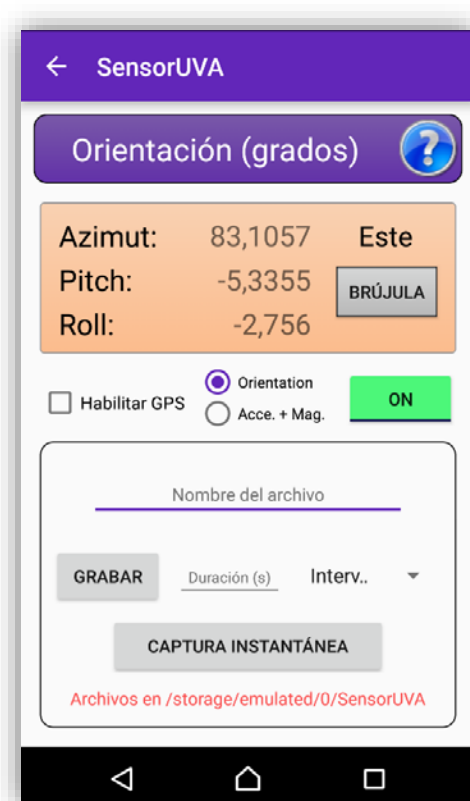 SensorUVA
Orientación (grados)
?
Azimut: 83,1057 Este
Pitch: -5,3355 BRÚJULA
Roll: -2,756
Habilitar GPS Orientation ON
Acce. + Mag.
Nombre del archivo
GRABAR Duración (s) Interv..
CAPTURA INSTANTÁNEA
Archivos en /storage/emulated/0/SensorUVA